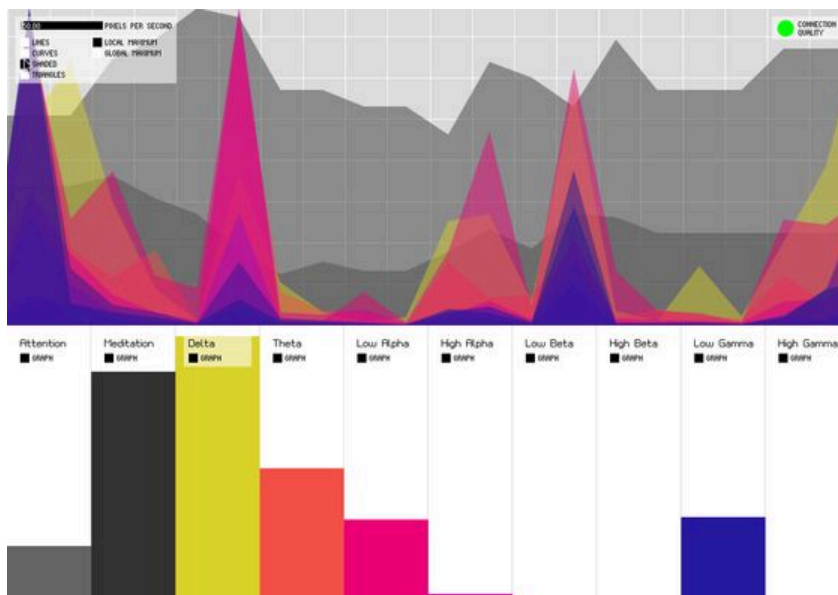 50.00 PIXELS PER SECOND
LINES
CURVES
SHADED
TRIANGLES
LOCAL MAXIMUM
GLOBAL MAXIMUM
CONNECTION
QUALITY
Attention
GRAPH
Meditation
GRAPH
Delta
GRAPH
Theta
GRAPH
Low Alpha
GRAPH
High Alpha
GRAPH
Low Beta
GRAPH
High Beta
GRAPH
Low Gamma
GRAPH
High Gamma
GRAPH